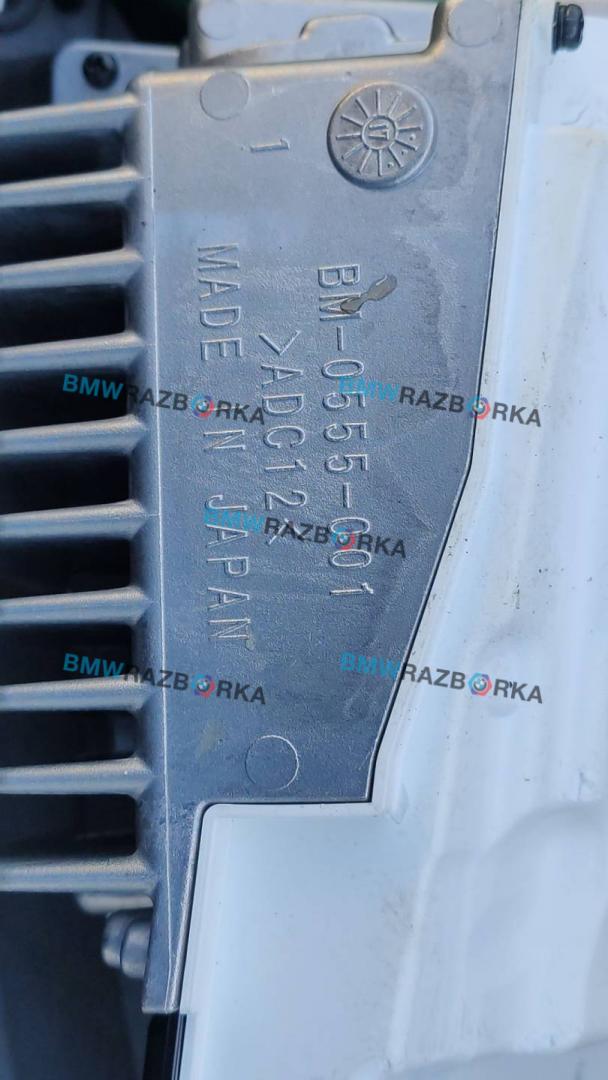 1
BM-0555-001
>ADC12<
MADE IN JAPAN
BMWRAZBORKA
BMWRAZBORKA
BMWRAZBORKA
BMWRAZBORKA
BMWRAZBORKA